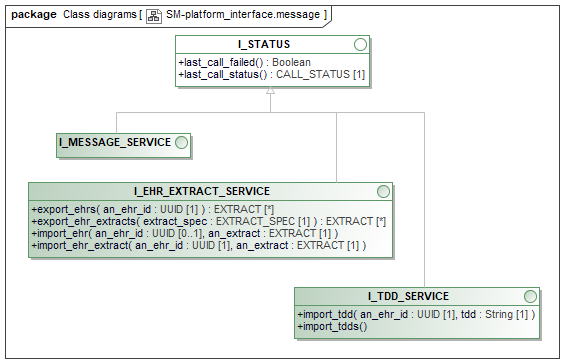 package Class diagrams [ SM-platform_interface.message ]
I_STATUS
+last_call_failed() : Boolean
+last_call_status() : CALL_STATUS [1]
I_MESSAGE_SERVICE
I_EHR_EXTRACT_SERVICE
+export_ehrs( an_ehr_id : UUID [1] ) : EXTRACT [*]
+export_ehr_extracts( extract_spec : EXTRACT_SPEC [1] ) : EXTRACT [*]
+import_ehr( an_ehr_id : UUID [0..1], an_extract : EXTRACT [1] )
+import_ehr_extract( an_ehr_id : UUID [1], an_extract : EXTRACT [1] )
I_TDD_SERVICE
+import_tdd( an_ehr_id : UUID [1], tdd : String [1] )
+import_tdds()